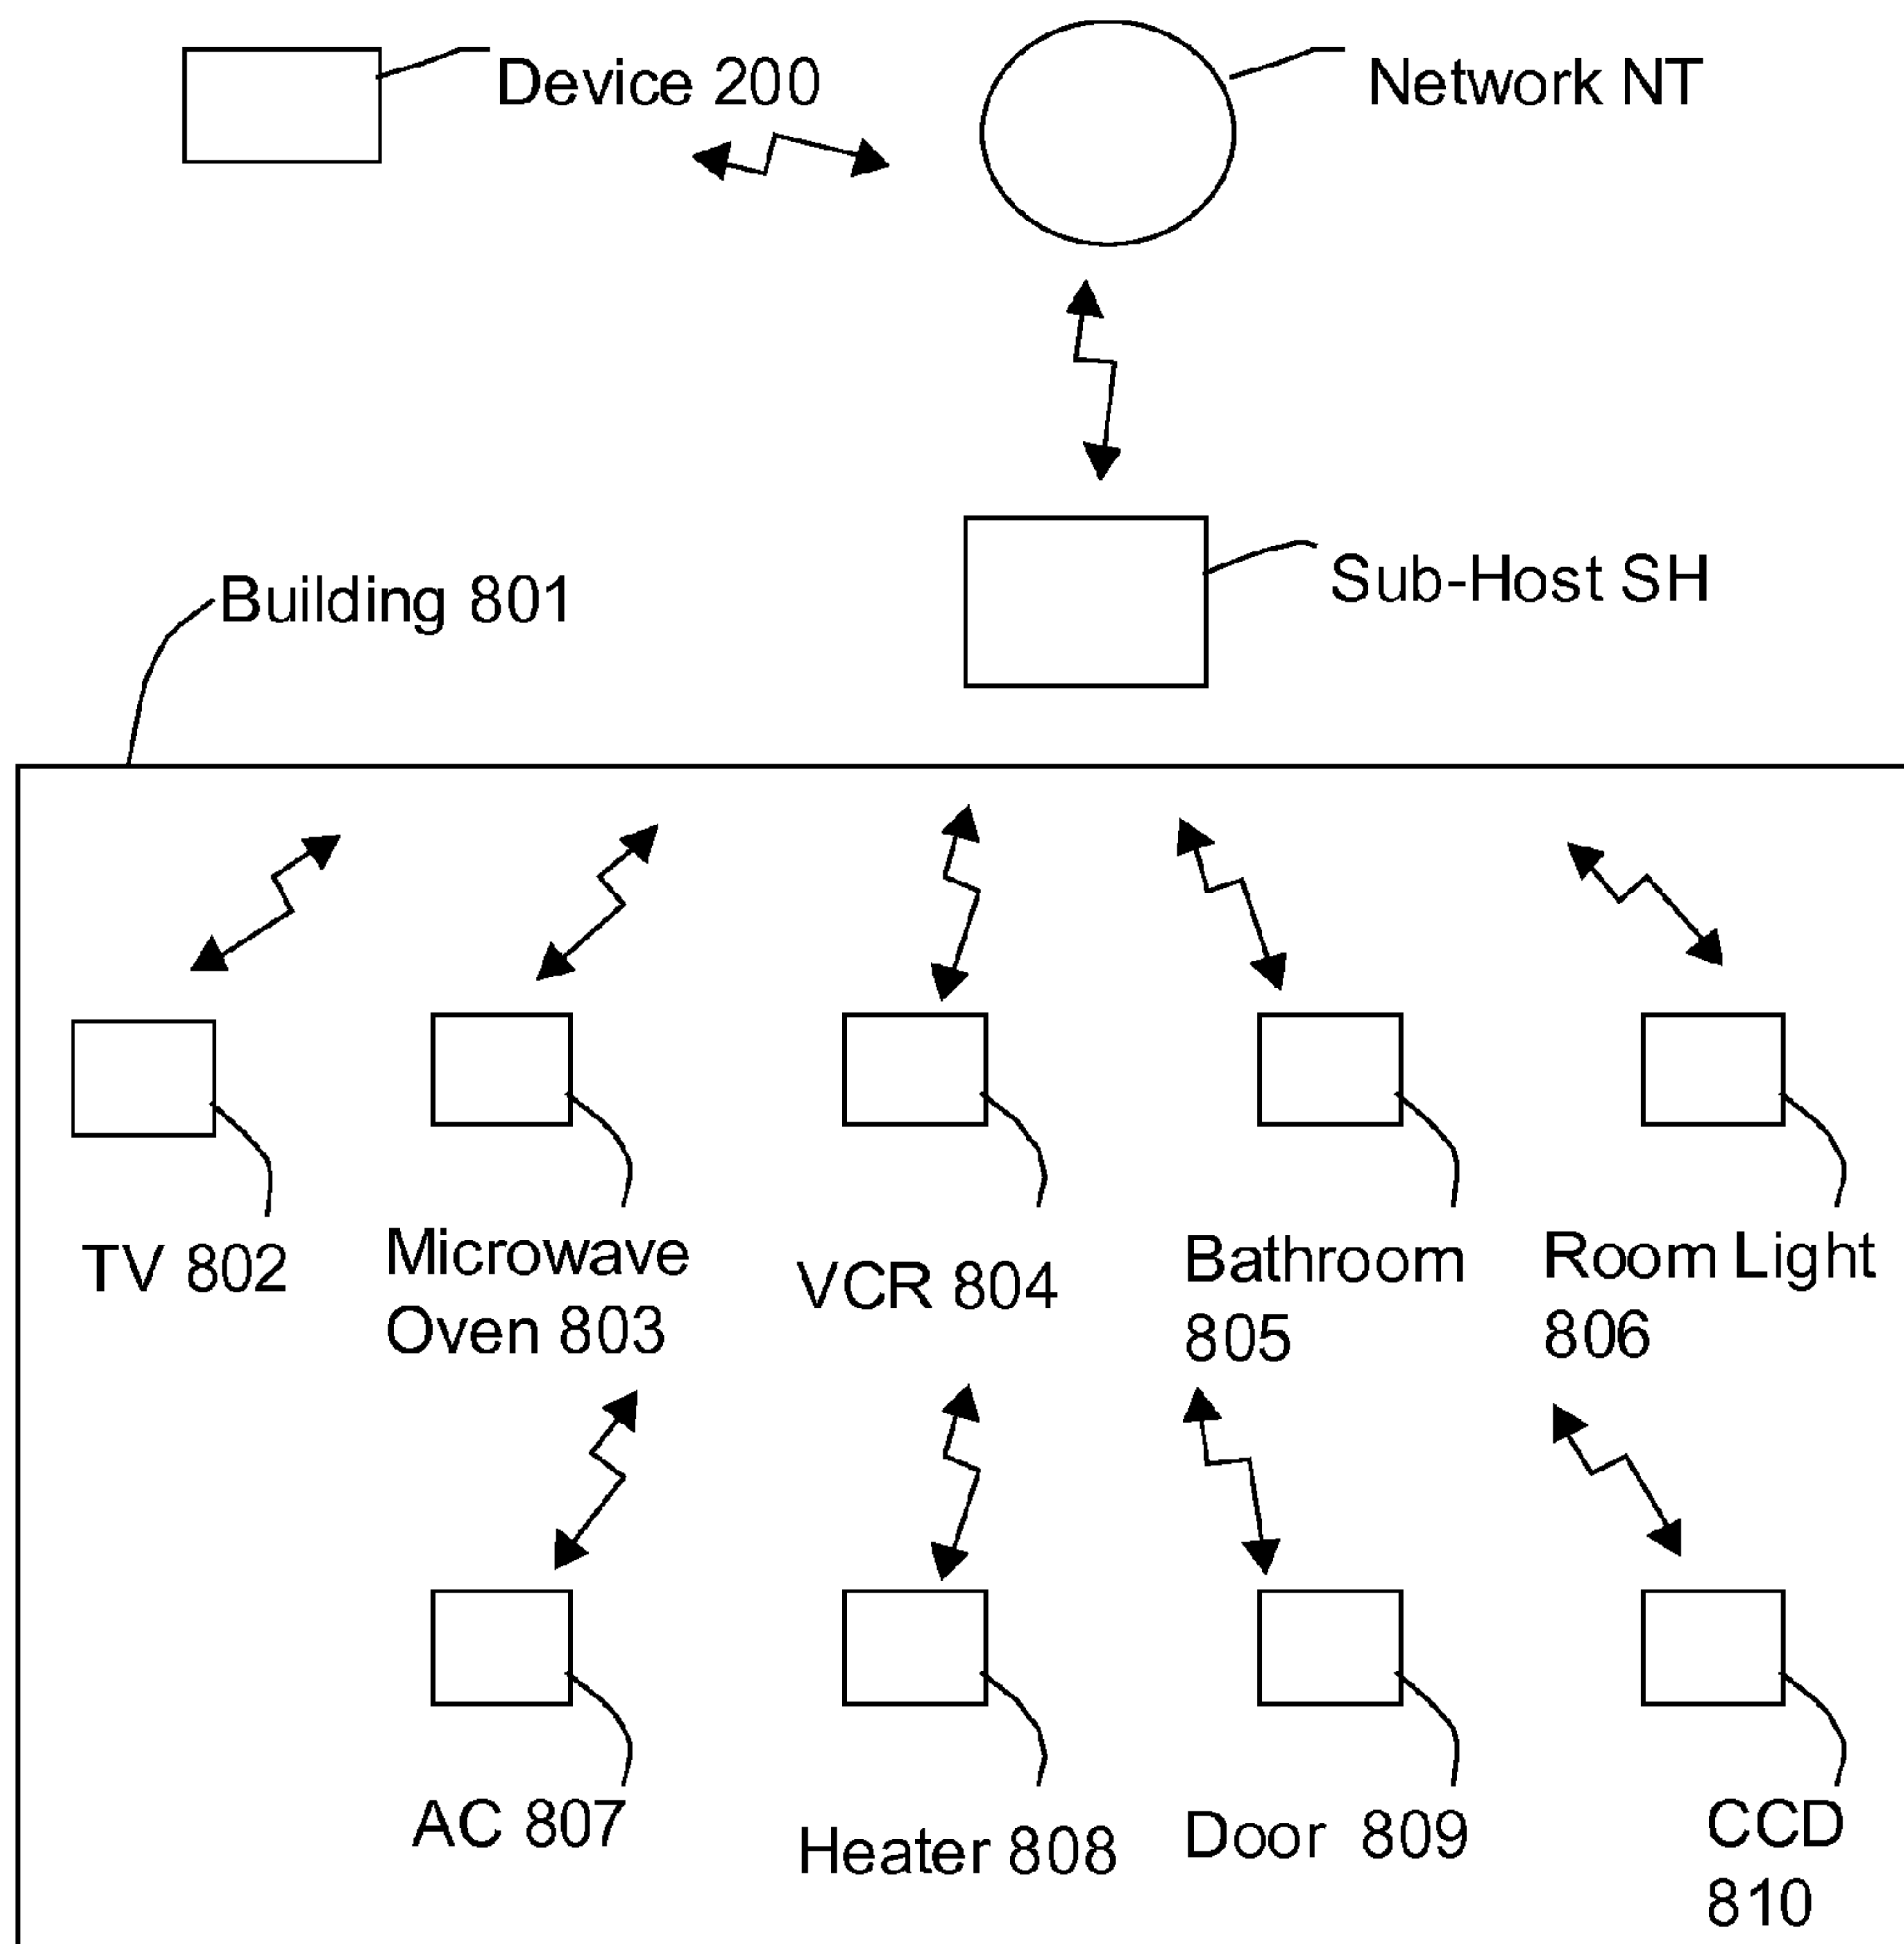 Device 200
Network NT
Sub-Host SH
Building 801
TV 802
Microwave
Oven 803
VCR 804
Bathroom
805
Room Light
806
AC 807
Heater 808
Door 809
CCD
810